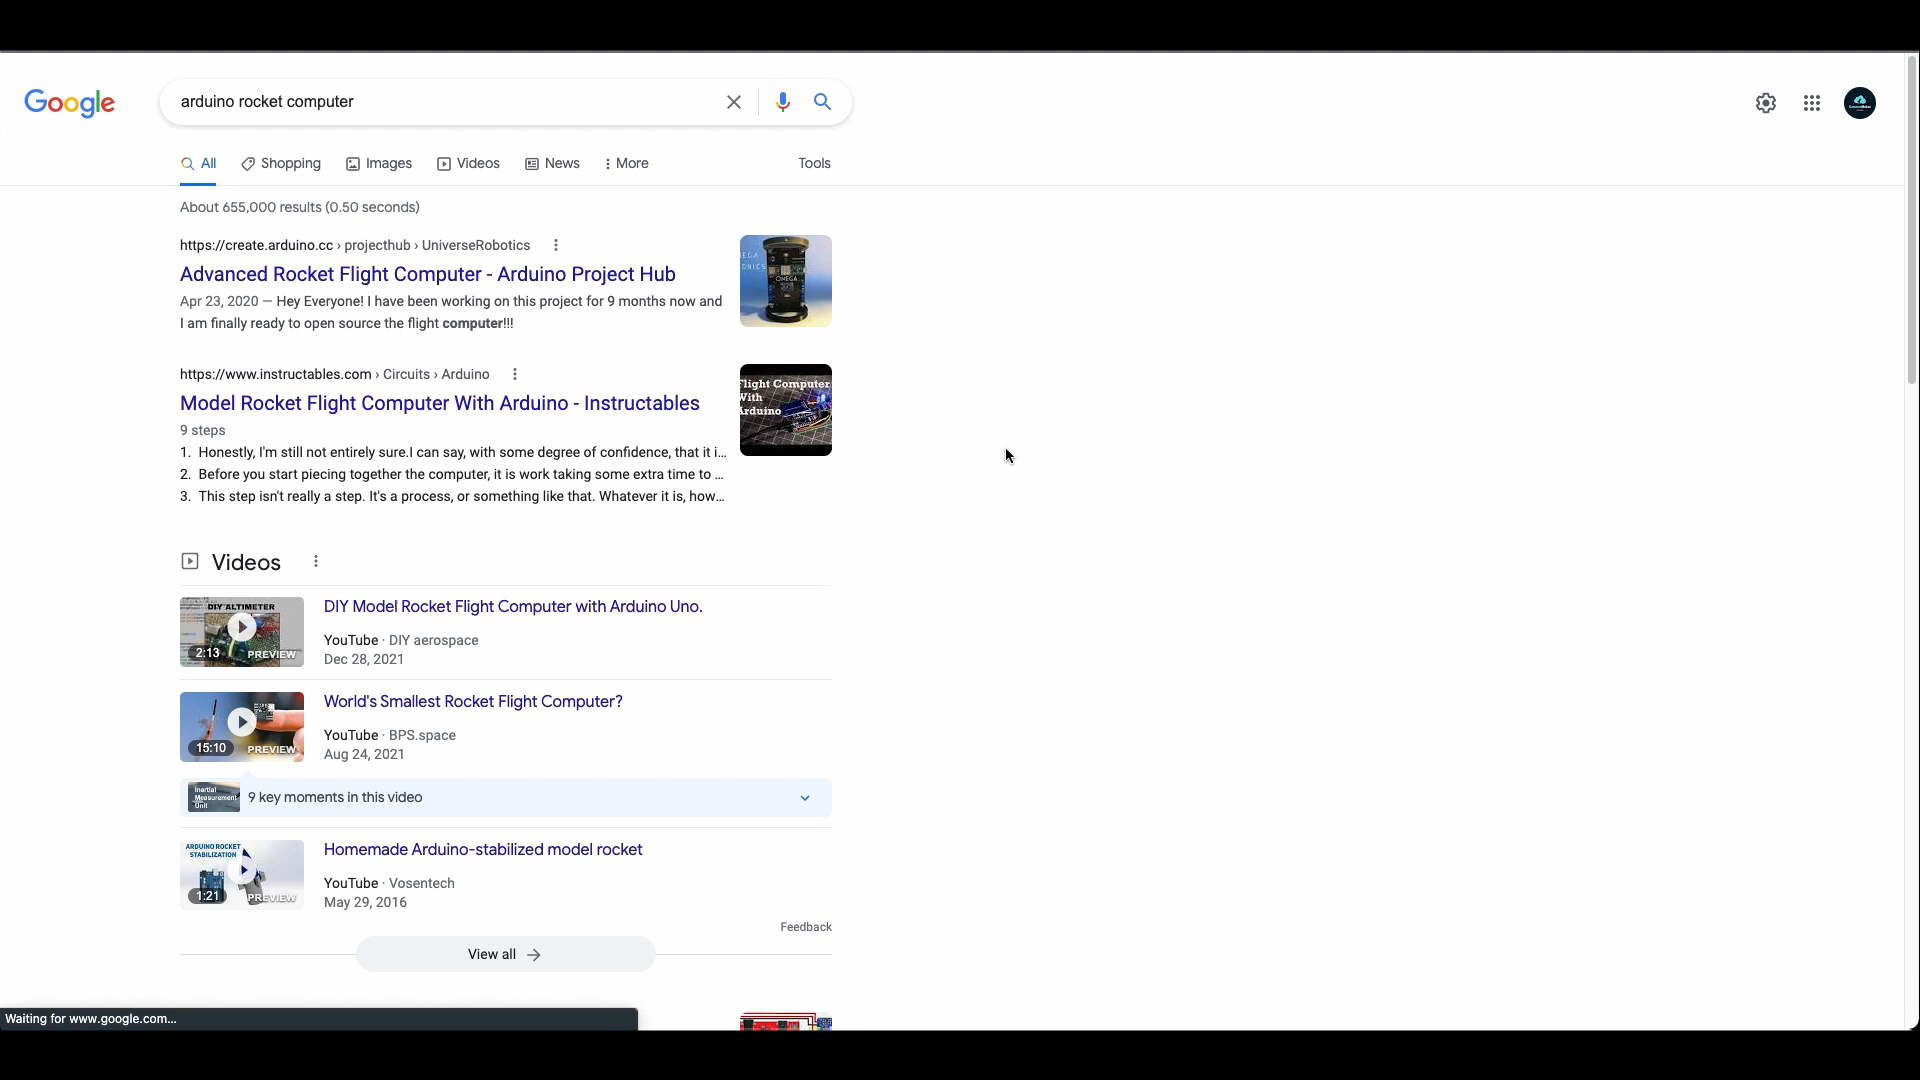 Google
arduino rocket computer
All
Shopping
Images
Videos
News
More
Tools
About 655,000 results (0.50 seconds)
https://create.arduino.cc › projecthub › UniverseRobotics
Advanced Rocket Flight Computer - Arduino Project Hub
Apr 23, 2020 — Hey Everyone! I have been working on this project for 9 months now and
I am finally ready to open source the flight computer!!!
OMEGA
https://www.instructables.com › Circuits › Arduino
Model Rocket Flight Computer With Arduino - Instructables
9 steps
1. Honestly, I'm still not entirely sure.I can say, with some degree of confidence, that it i...
2. Before you start piecing together the computer, it is work taking some extra time to ...
3. This step isn't really a step. It's a process, or something like that. Whatever it is, how...
Flight Computer
With
Arduino
Videos
DIY ALTIMETER
2:13
PREVIEW
DIY Model Rocket Flight Computer with Arduino Uno.
YouTube · DIY aerospace
Dec 28, 2021
15:10
PREVIEW
World's Smallest Rocket Flight Computer?
YouTube · BPS.space
Aug 24, 2021
Inertial
Measurement
Unit
9 key moments in this video
ARDUINO ROCKET
STABILIZATION
1:21
PREVIEW
Homemade Arduino-stabilized model rocket
YouTube · Vosentech
May 29, 2016
Feedback
View all
Waiting for www.google.com...